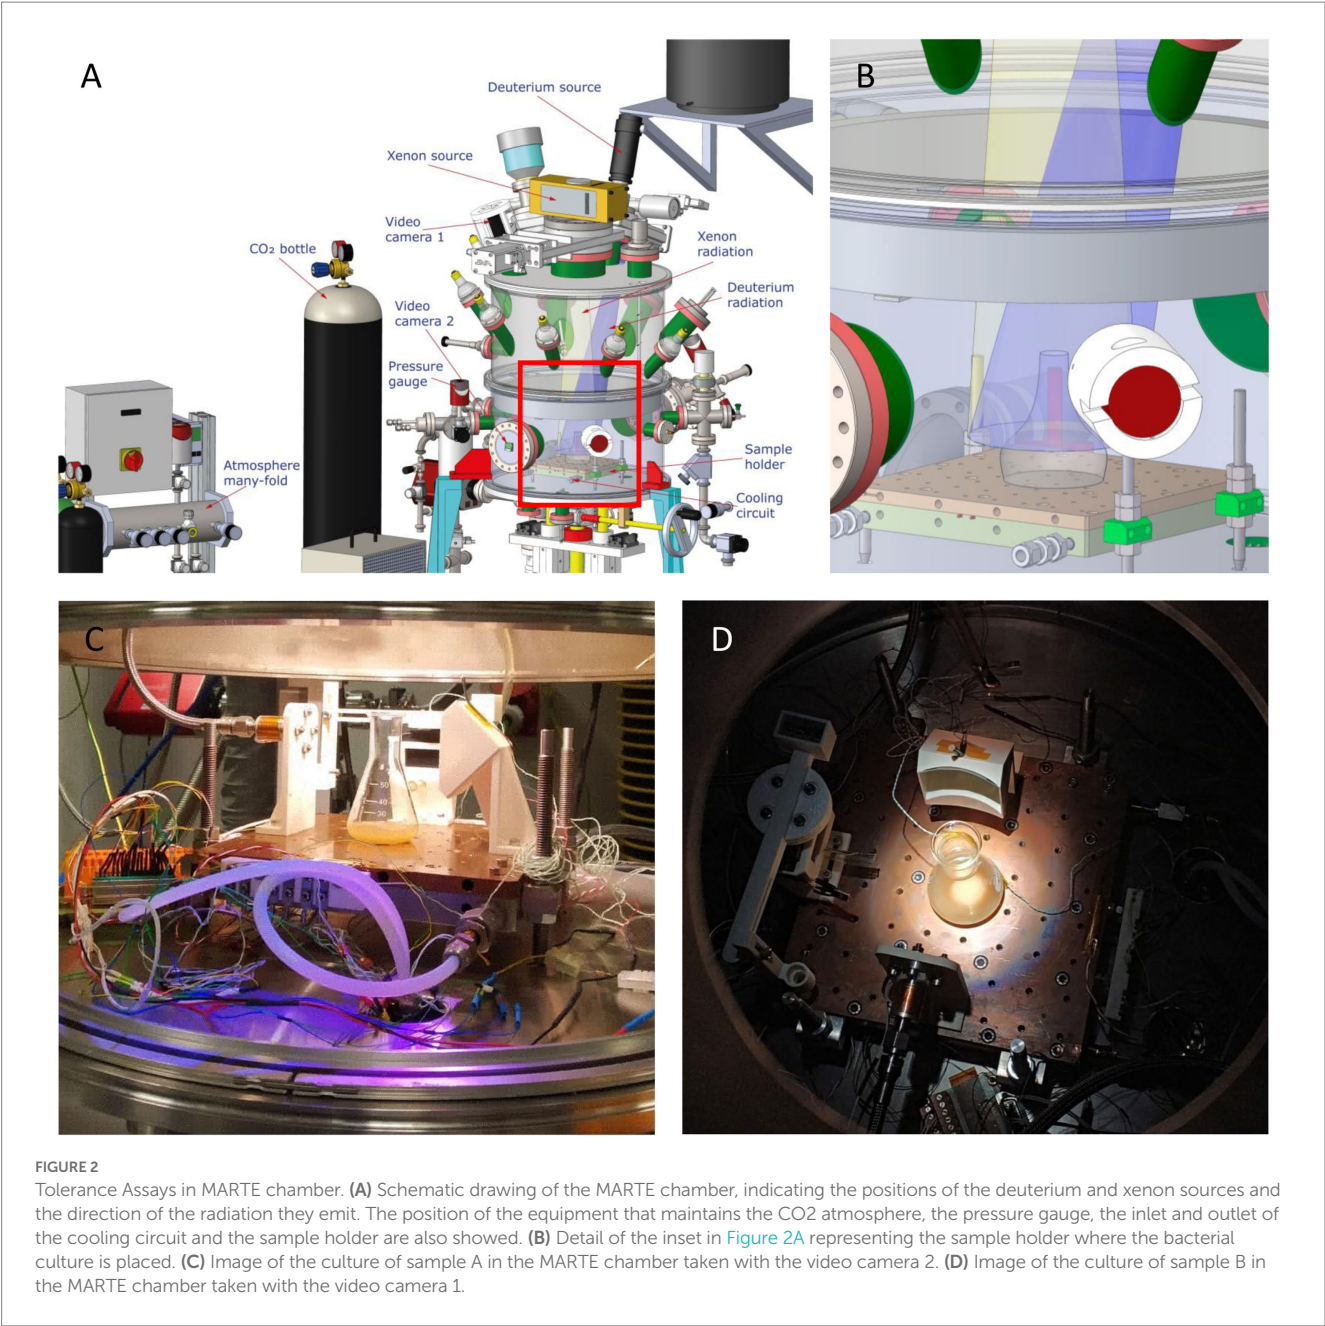 A
Deuterium source
Xenon source
Video
camera 1
CO₂ bottle
Xenon
radiation
Deuterium
radiation
Video
camera 2
Pressure
gauge
Atmosphere
many-fold
Sample
holder
Cooling
circuit
B
C
50
40
30
D
FIGURE 2
Tolerance Assays in MARTE chamber. (A) Schematic drawing of the MARTE chamber, indicating the positions of the deuterium and xenon sources and
the direction of the radiation they emit. The position of the equipment that maintains the CO2 atmosphere, the pressure gauge, the inlet and outlet of
the cooling circuit and the sample holder are also showed. (B) Detail of the inset in Figure 2A representing the sample holder where the bacterial
culture is placed. (C) Image of the culture of sample A in the MARTE chamber taken with the video camera 2. (D) Image of the culture of sample B in
the MARTE chamber taken with the video camera 1.